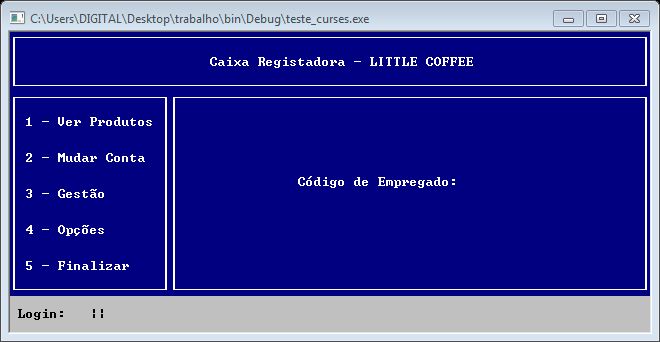 C:\Users\DIGITAL\Desktop\trabalho\bin\Debug\teste_curses.exe
Caixa Registadora - LITTLE COFFEE
1 - Ver Produtos
2 - Mudar Conta
3 - Gestão
4 - Opções
5 - Finalizar
Código de Empregado:
Login: ||